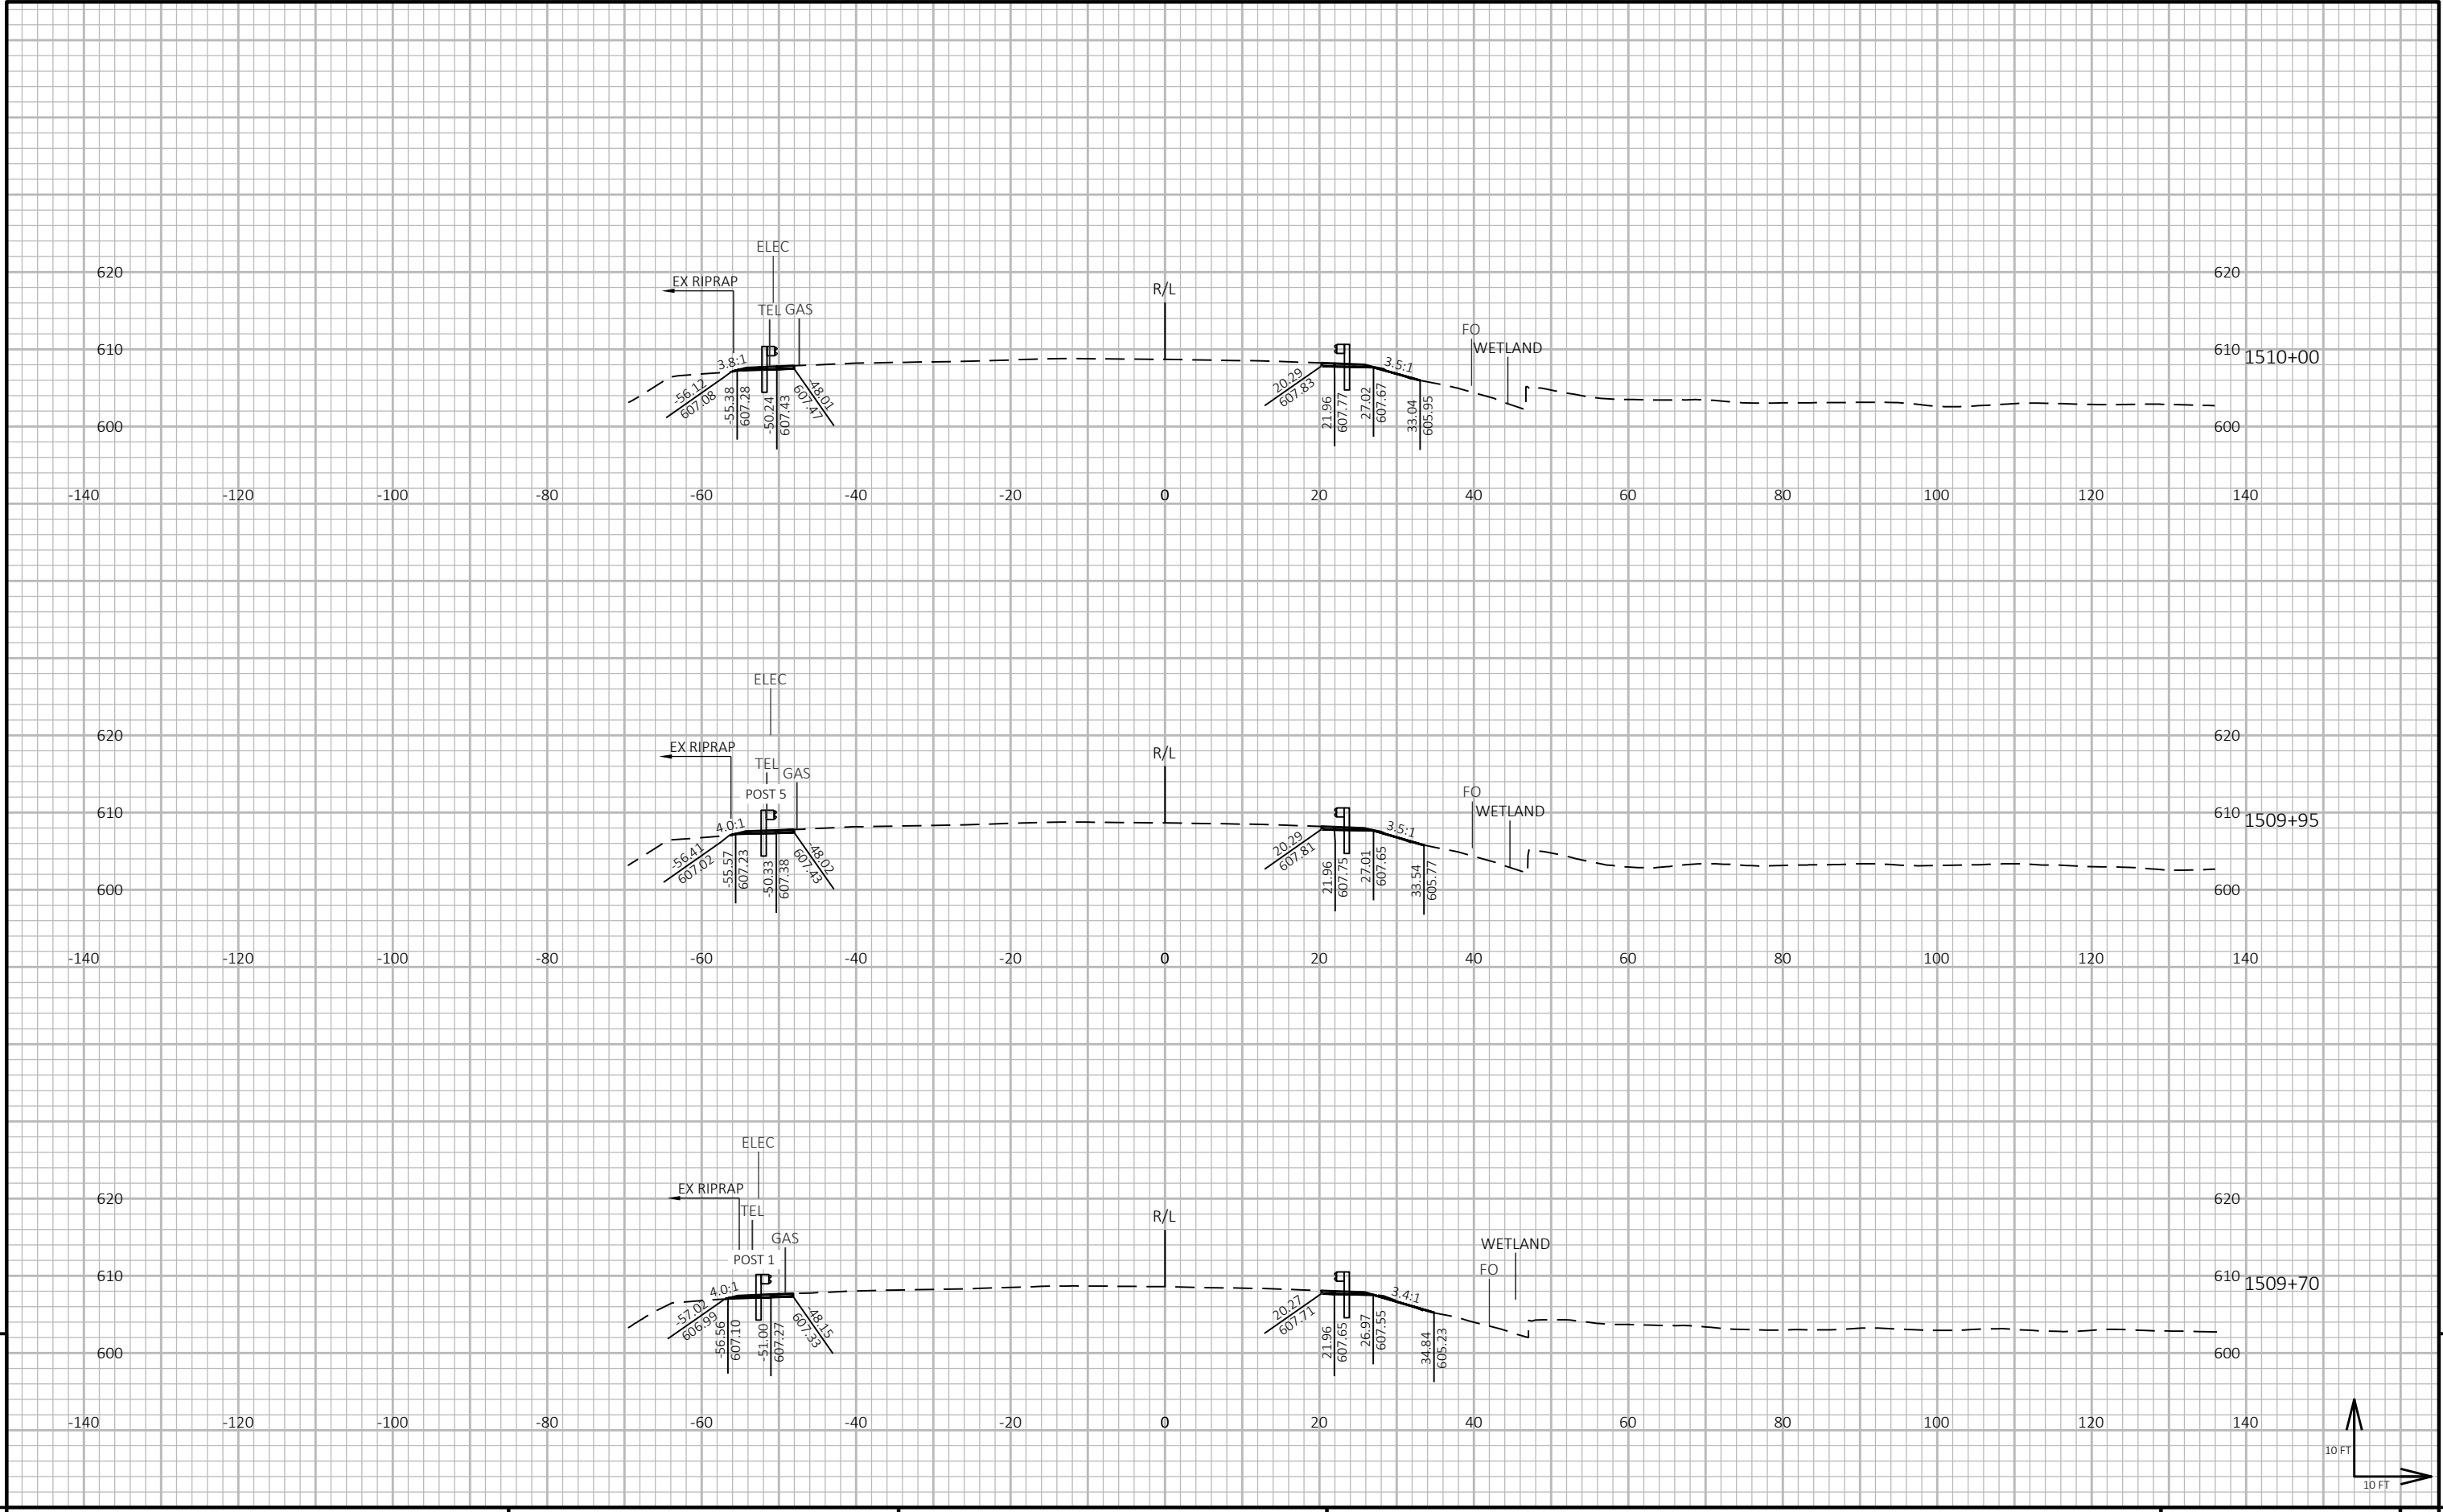 ELEC
620 620
EX RIPRAP
R/L
TEL GAS
FO
610 610
WETLAND
1510+00
3.8:1
3.5:1
-56.12
607.08
-55.38
607.28
-50.24
607.43
-48.01
607.47
20.29
607.83
21.96
607.77
27.02
607.67
33.04
605.95
600 600
-140 -120 -100 -80 -60 -40 -20 0 20 40 60 80 100 120 140
ELEC
620 620
EX RIPRAP
R/L
TEL
GAS
POST 5
FO
610 610
WETLAND
1509+95
4.0:1
3.5:1
-56.41
607.02
-55.57
607.23
-50.33
607.38
-48.02
607.43
20.29
607.81
21.96
607.75
27.01
607.65
33.54
605.77
600 600
-140 -120 -100 -80 -60 -40 -20 0 20 40 60 80 100 120 140
ELEC
EX RIPRAP
620 620
TEL
R/L
GAS
WETLAND
POST 1
FO
610 610
1509+70
4.0:1
3.4:1
-57.02
606.99
-56.56
607.10
-51.00
607.27
-48.15
607.33
20.27
607.71
21.96
607.65
26.97
607.55
34.84
605.23
600 600
-140 -120 -100 -80 -60 -40 -20 0 20 40 60 80 100 120 140
10 FT
10 FT